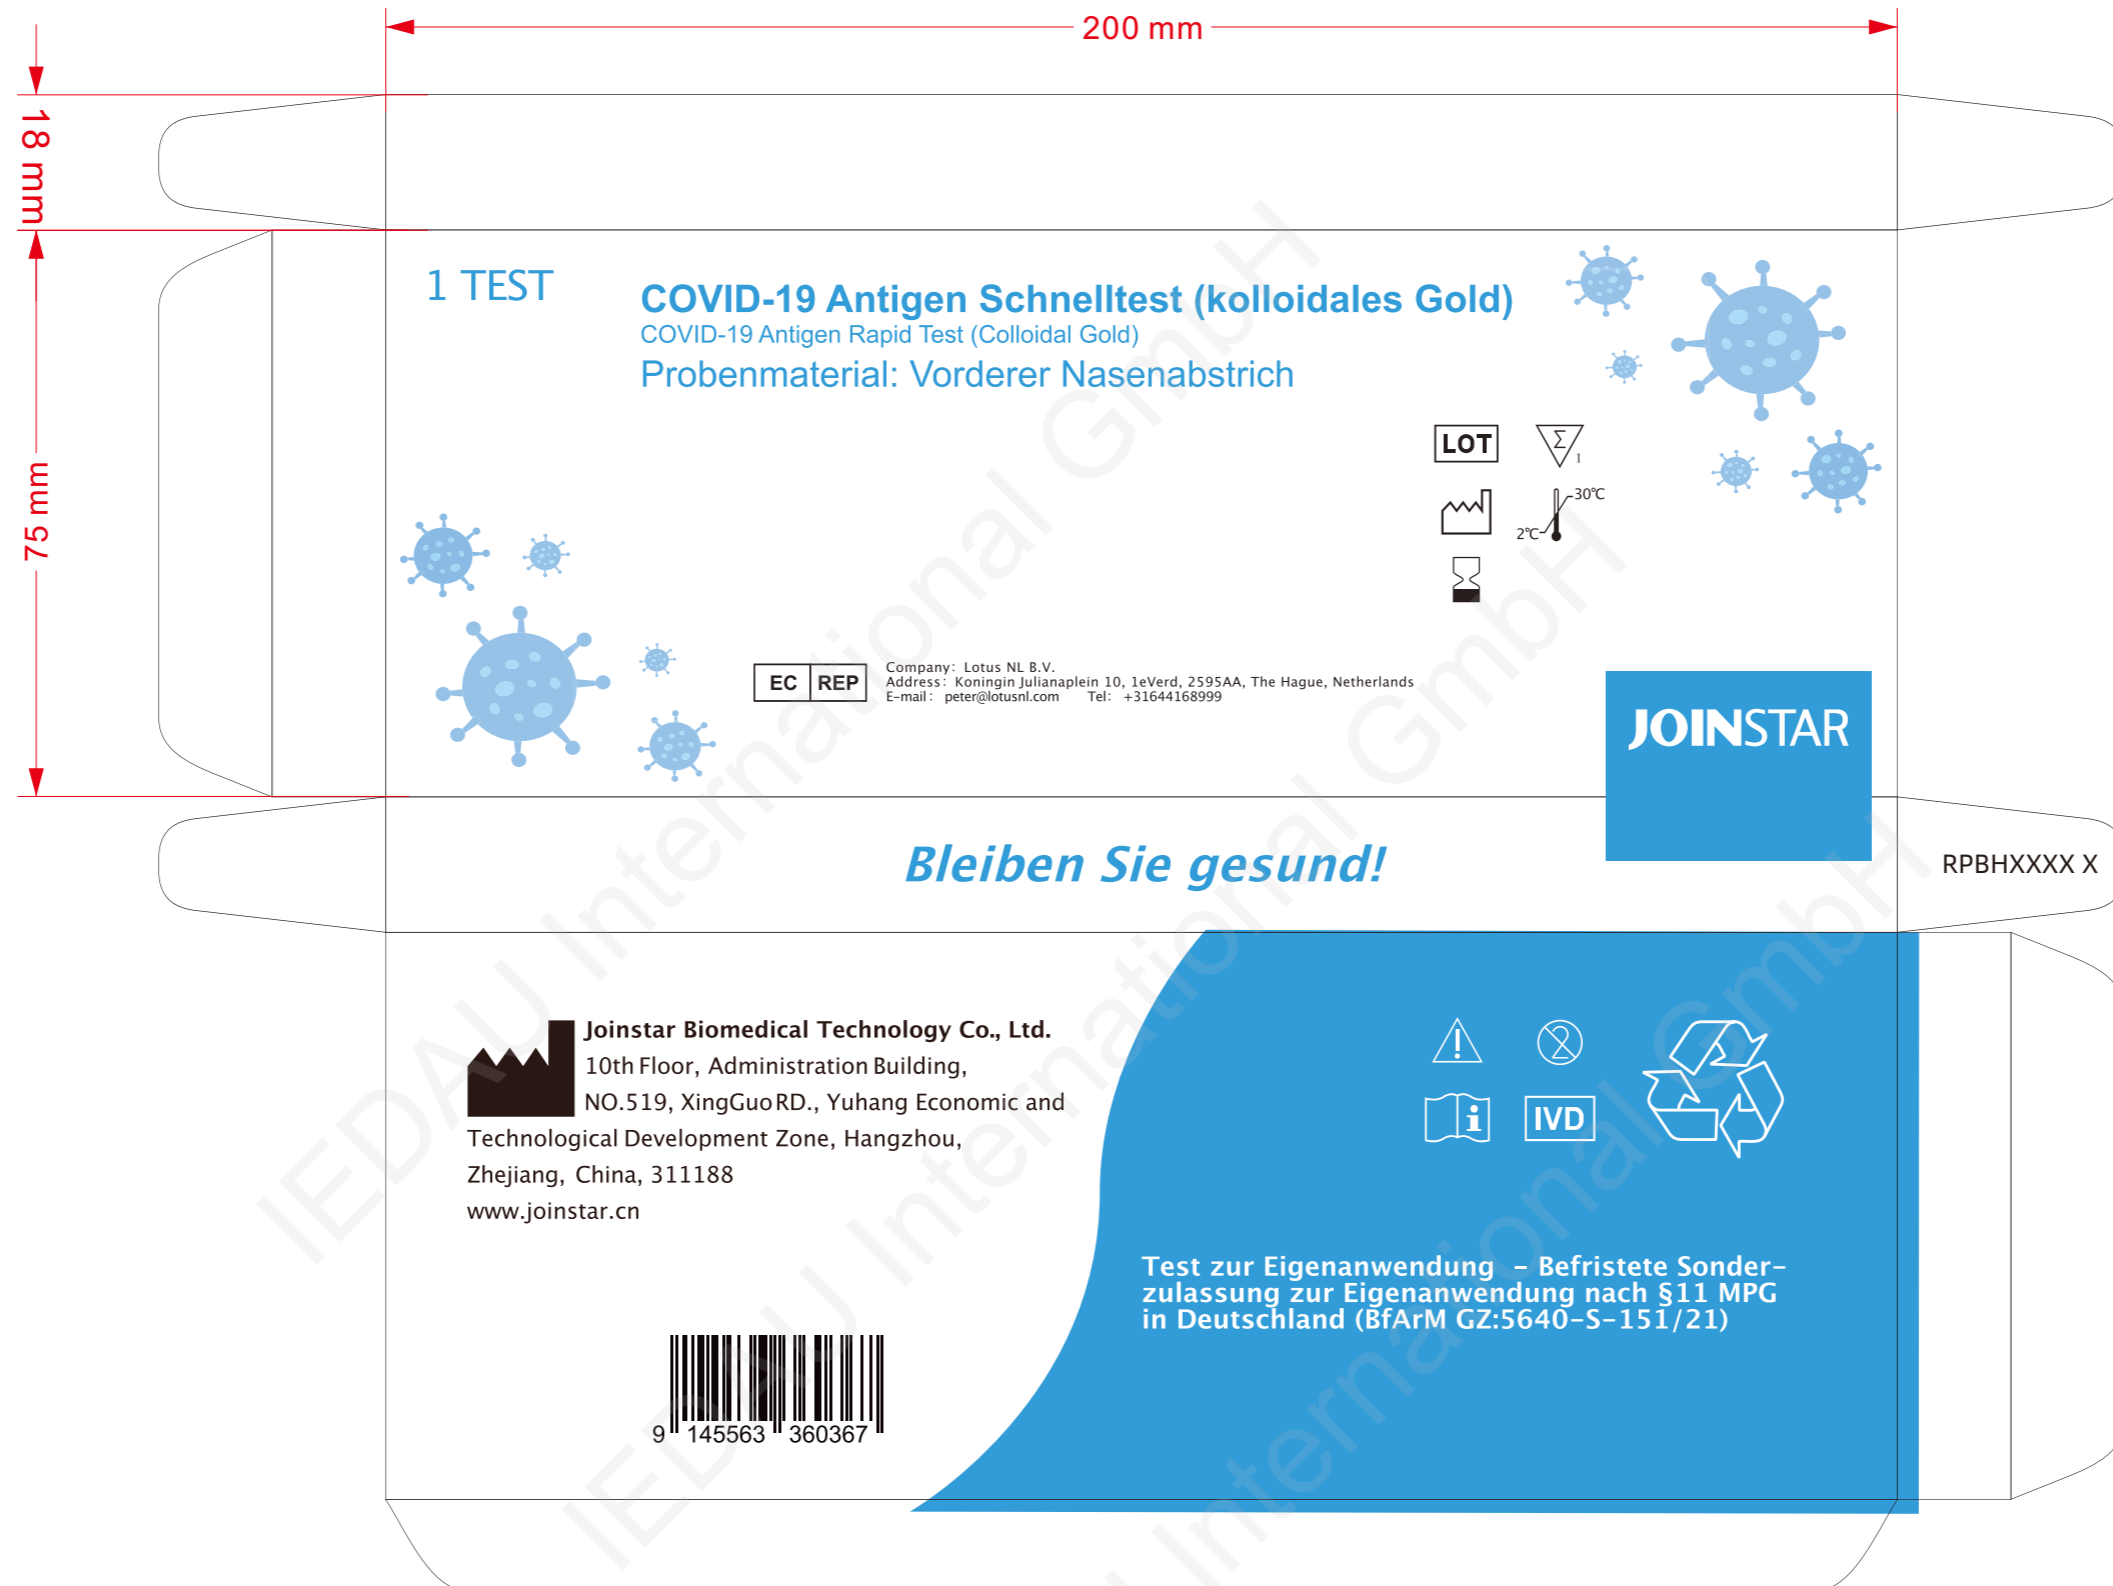 200 mm
18 mm
75 mm
1 TEST
COVID-19 Antigen Schnelltest (kolloidales Gold)
COVID-19 Antigen Rapid Test (Colloidal Gold)
Probenmaterial: Vorderer Nasenabstrich
LOT
Σ
1
30℃
2℃
EC REP
Company: Lotus NL B.V.
Address: Koningin Julianaplein 10, 1eVerd, 2595AA, The Hague, Netherlands
E-mail: peter@lotusnl.com Tel: +31644168999
JOINSTAR
Bleiben Sie gesund!
RPBHXXXX X
Joinstar Biomedical Technology Co., Ltd.
10th Floor, Administration Building,
NO.519, XingGuo RD., Yuhang Economic and
Technological Development Zone, Hangzhou,
Zhejiang, China, 311188
www.joinstar.cn
2
i
IVD
Test zur Eigenanwendung – Befristete Sonder-
zulassung zur Eigenanwendung nach §11 MPG
in Deutschland (BfArM GZ:5640-S-151/21)
9 145563 360367
IEDAU International GmbH
IEDAU International GmbH
International GmbH